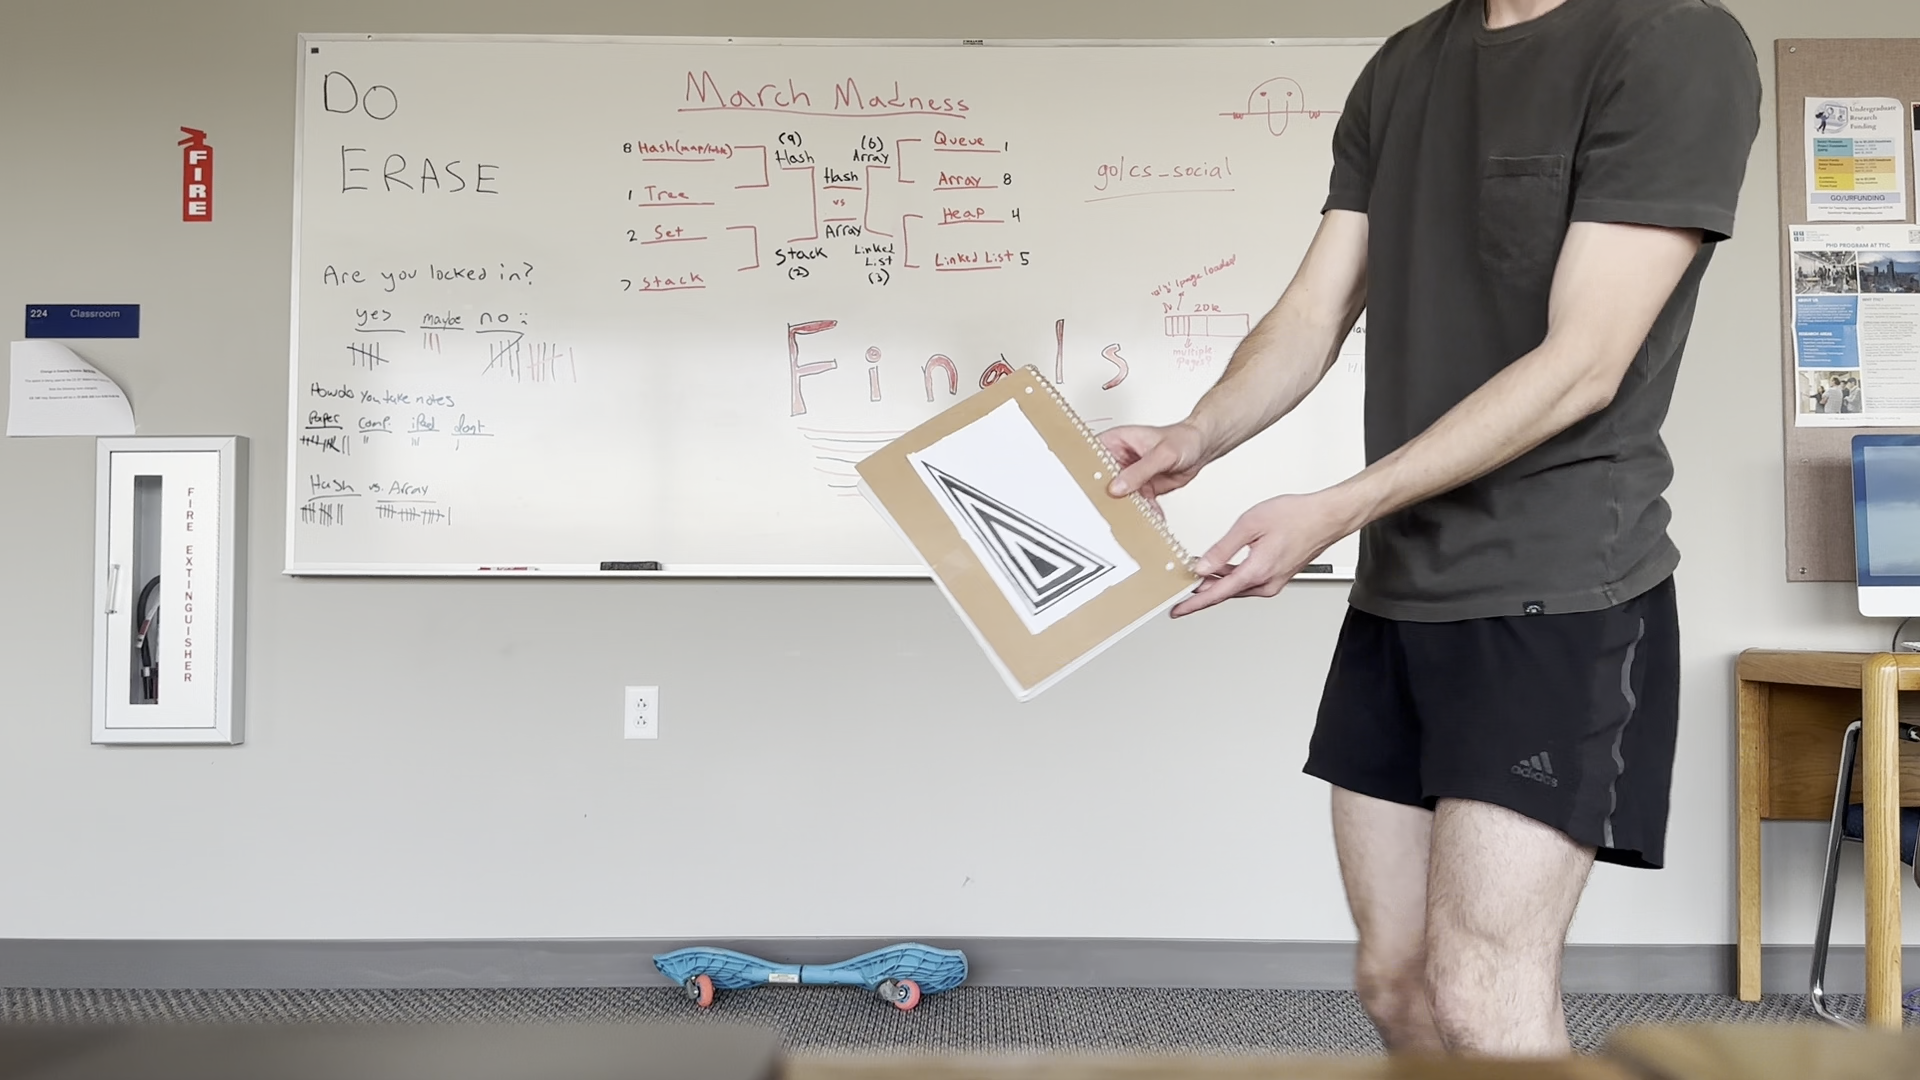 DO
ERASE
Are you locked in?
yes maybe no
How do you take notes
Paper comp. iPad dont
Hash vs. Array
March Madness
8 Hash(map/table)
1 Tree
2 Set
7 Stack
(9)
Hash
Stack
(2)
Hash
vs
Array
(6)
Array
Linked
List
(3)
Queue 1
Array 8
Heap 4
Linked List 5
Finals
go/cs_social
20k
multiple
pages?
FIRE
224 Classroom
FIRE EXTINGUISHER
adidas
Undergraduate
Research
Funding
GO/URFUNDING
PHD PROGRAM AT TTIC